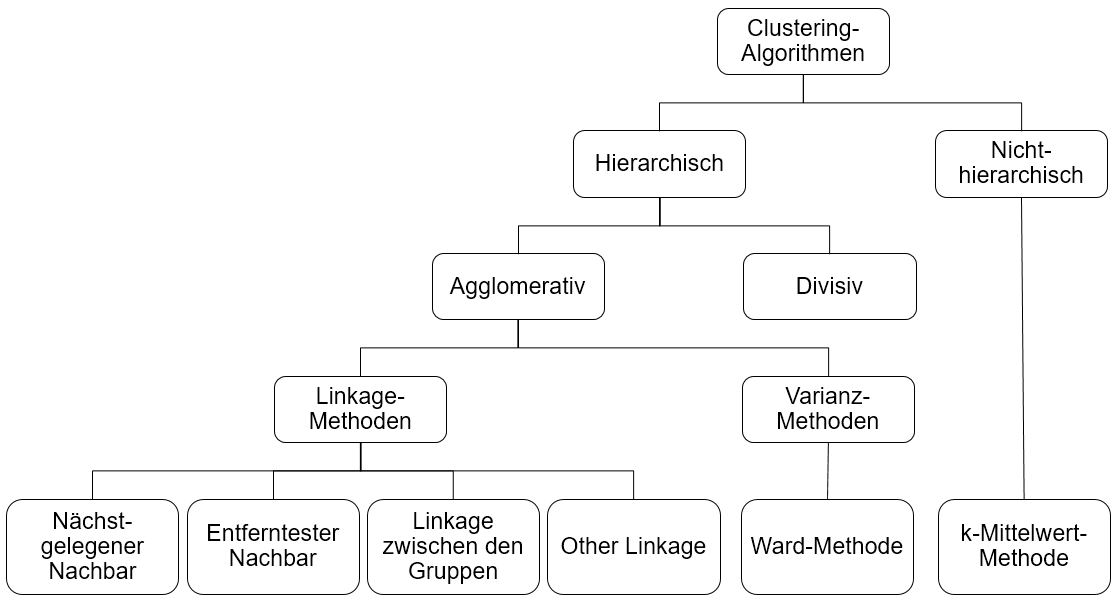 Clustering-
Algorithmen
Hierarchisch
Nicht-
hierarchisch
Agglomerativ
Divisiv
Linkage-
Methoden
Varianz-
Methoden
Nächst-
gelegener
Nachbar
Entferntester
Nachbar
Linkage
zwischen den
Gruppen
Other Linkage
Ward-Methode
k-Mittelwert-
Methode